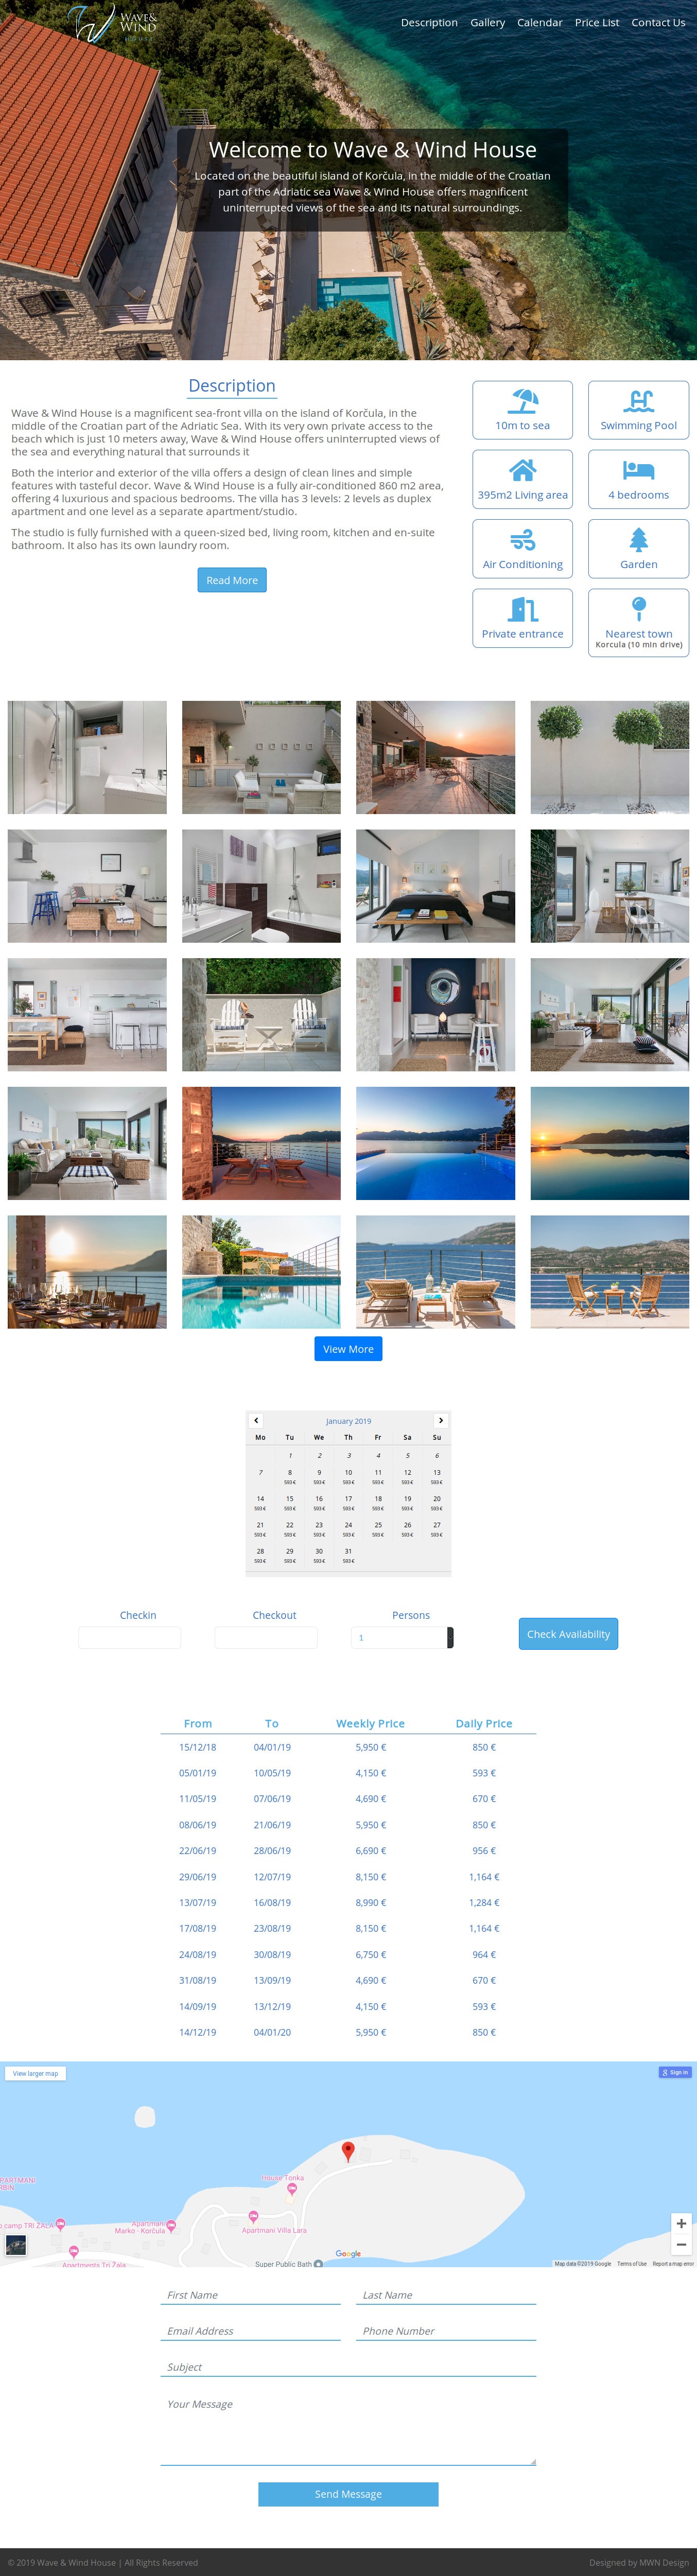 WAVE&
WIND
HOUSE
Description Gallery Calendar Price List Contact Us
Welcome to Wave & Wind House
Located on the beautiful island of Korčula, in the middle of the Croatian
part of the Adriatic sea Wave & Wind House offers magnificent
uninterrupted views of the sea and its natural surroundings.
Description
Wave & Wind House is a magnificent sea-front villa on the island of Korčula, in the
middle of the Croatian part of the Adriatic Sea. With its very own private access to the
beach which is just 10 meters away, Wave & Wind House offers uninterrupted views of
the sea and everything natural that surrounds it
Both the interior and exterior of the villa offers a design of clean lines and simple
features with tasteful decor. Wave & Wind House is a fully air-conditioned 860 m2 area,
offering 4 luxurious and spacious bedrooms. The villa has 3 levels: 2 levels as duplex
apartment and one level as a separate apartment/studio.
The studio is fully furnished with a queen-sized bed, living room, kitchen and en-suite
bathroom. It also has its own laundry room.
Read More
10m to sea
Swimming Pool
395m2 Living area
4 bedrooms
Air Conditioning
Garden
Private entrance
Nearest town
Korcula (10 min drive)
View More
January 2019
Mo Tu We Th Fr Sa Su
1 2 3 4 5 6
7 8 9 10 11 12 13
593 € 593 € 593 € 593 € 593 € 593 €
14 15 16 17 18 19 20
593 € 593 € 593 € 593 € 593 € 593 € 593 €
21 22 23 24 25 26 27
593 € 593 € 593 € 593 € 593 € 593 € 593 €
28 29 30 31
593 € 593 € 593 € 593 €
Checkin Checkout Persons
1
Check Availability
From To Weekly Price Daily Price
15/12/18 04/01/19 5,950 € 850 €
05/01/19 10/05/19 4,150 € 593 €
11/05/19 07/06/19 4,690 € 670 €
08/06/19 21/06/19 5,950 € 850 €
22/06/19 28/06/19 6,690 € 956 €
29/06/19 12/07/19 8,150 € 1,164 €
13/07/19 16/08/19 8,990 € 1,284 €
17/08/19 23/08/19 8,150 € 1,164 €
24/08/19 30/08/19 6,750 € 964 €
31/08/19 13/09/19 4,690 € 670 €
14/09/19 13/12/19 4,150 € 593 €
14/12/19 04/01/20 5,950 € 850 €
View larger map
Sign in
House Tonka
PARTMANI
RBIN
o camp TRI ŽALA
Apartmani
Marko - Korčula
Apartmani Villa Lara
Apartments Tri Žala
Super Public Bath
Google
Map data ©2019 Google Terms of Use Report a map error
First Name Last Name
Email Address Phone Number
Subject
Your Message
Send Message
© 2019 Wave & Wind House | All Rights Reserved
Designed by MWN Design